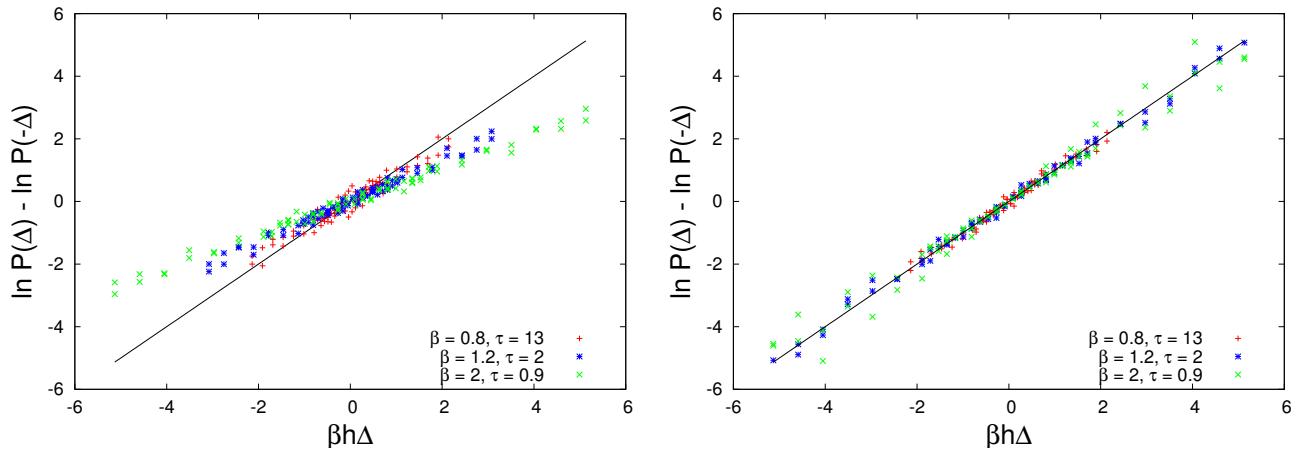 6
4
2
0
-2
-4
-6
-6
-4
-2
0
2
4
6
ln P(Δ) - ln P(-Δ)
βhΔ
β = 0.8, τ = 13
β = 1.2, τ = 2
β = 2, τ = 0.9
6
4
2
0
-2
-4
-6
-6
-4
-2
0
2
4
6
ln P(Δ) - ln P(-Δ)
βhΔ
β = 0.8, τ = 13
β = 1.2, τ = 2
β = 2, τ = 0.9